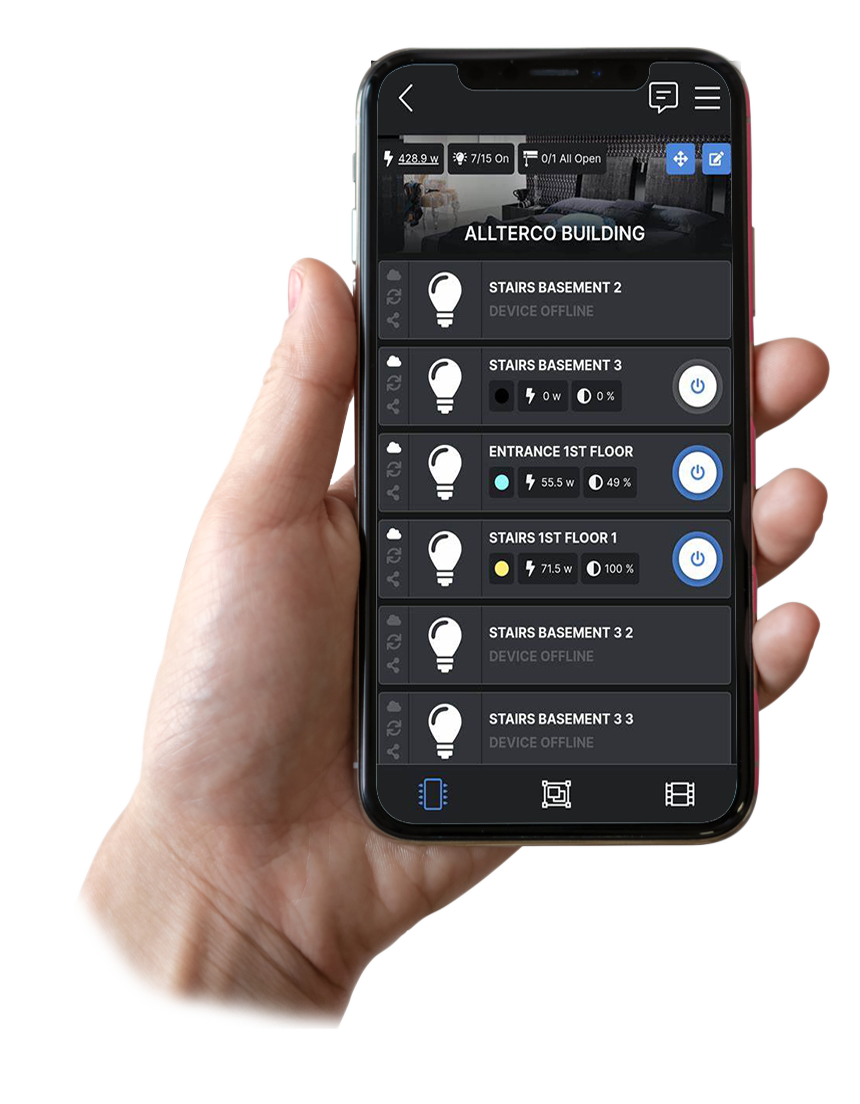 428.9 w
7/15 On
0/1 All Open
ALLTERCO BUILDING
STAIRS BASEMENT 2
DEVICE OFFLINE
STAIRS BASEMENT 3
0 w
0 %
ENTRANCE 1ST FLOOR
55.5 w
49 %
STAIRS 1ST FLOOR 1
71.5 w
100 %
STAIRS BASEMENT 3 2
DEVICE OFFLINE
STAIRS BASEMENT 3 3
DEVICE OFFLINE